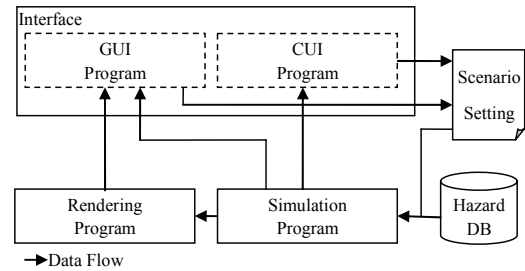 Interface
GUI
Program
CUI
Program
Scenario
Setting
Rendering
Program
Simulation
Program
Hazard
DB
Data Flow